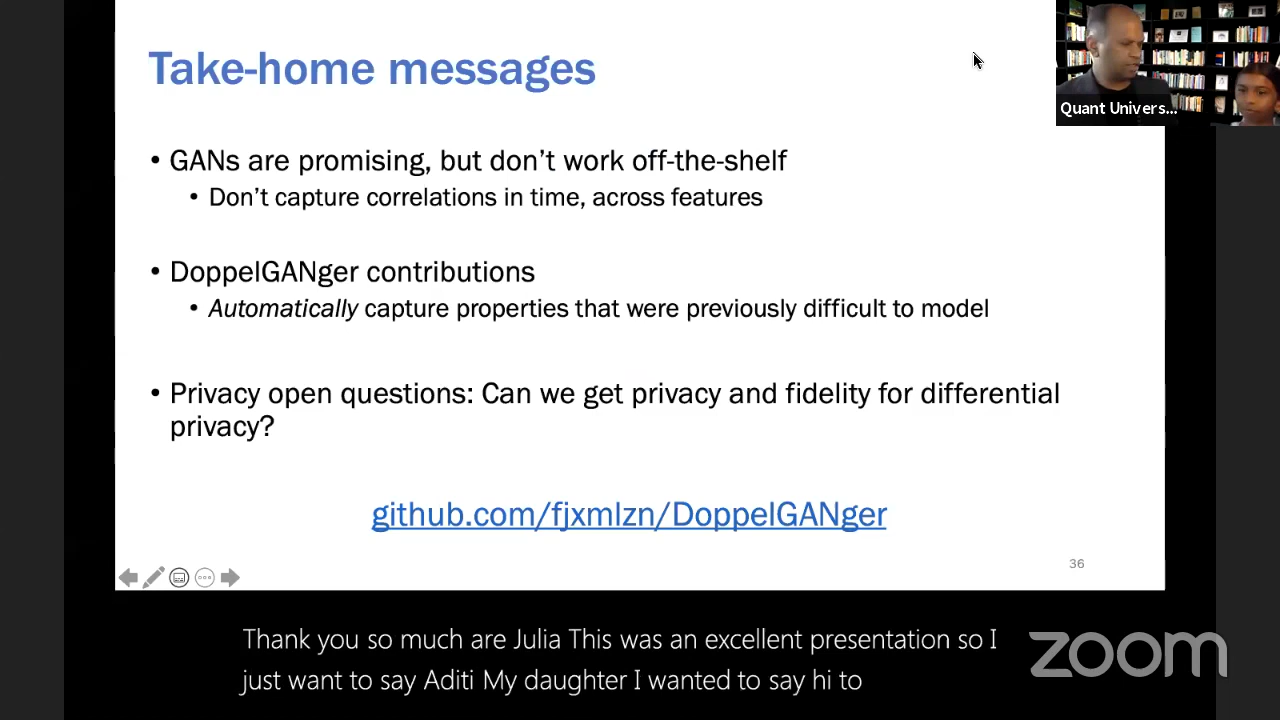 Take-home messages
Quant Univers...
• GANs are promising, but don't work off-the-shelf
• Don't capture correlations in time, across features
• DoppelGANger contributions
• Automatically capture properties that were previously difficult to model
• Privacy open questions: Can we get privacy and fidelity for differential
privacy?
github.com/fjxmlzn/DoppelGANger
36
Thank you so much are Julia This was an excellent presentation so I
just want to say Aditi My daughter I wanted to say hi to
zoom